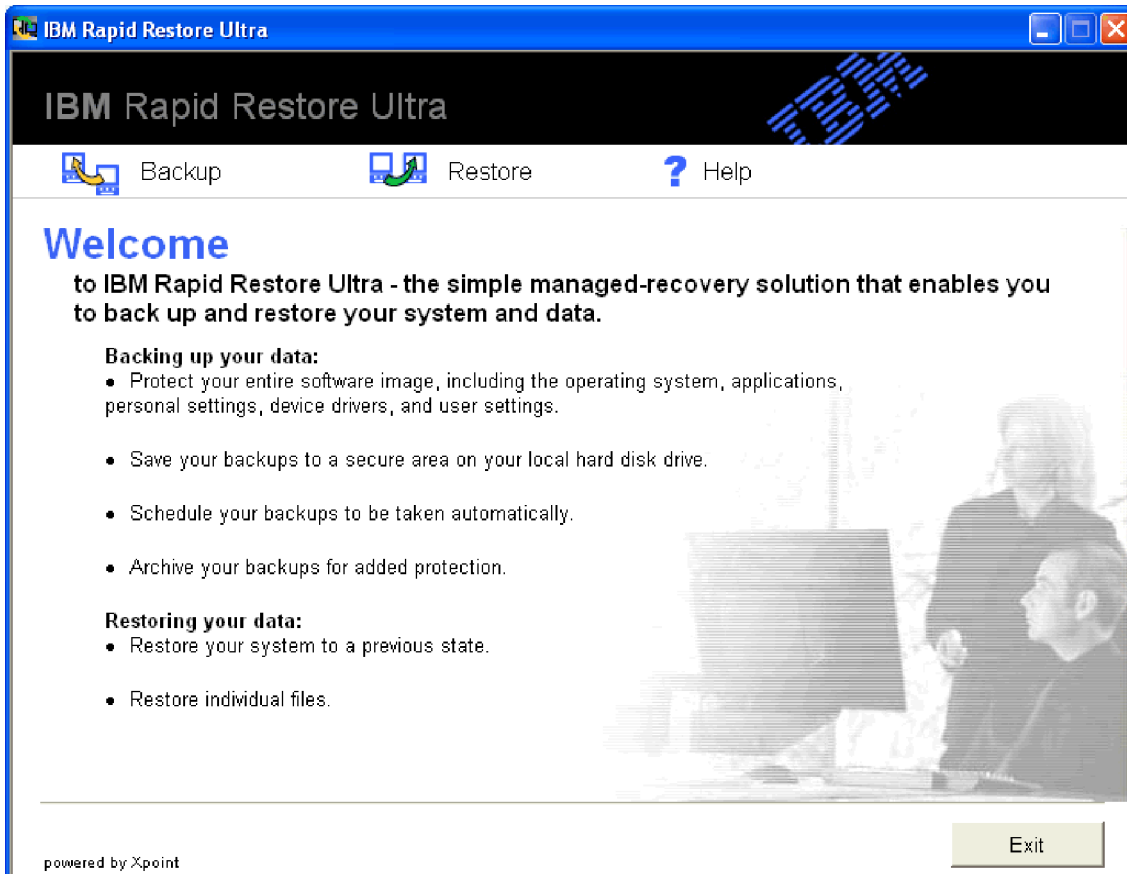 IBM Rapid Restore Ultra
IBM Rapid Restore Ultra
IBM
Backup
Restore
? Help
Welcome
to IBM Rapid Restore Ultra - the simple managed-recovery solution that enables you
to back up and restore your system and data.
Backing up your data:
• Protect your entire software image, including the operating system, applications,
personal settings, device drivers, and user settings.
• Save your backups to a secure area on your local hard disk drive.
• Schedule your backups to be taken automatically.
• Archive your backups for added protection.
Restoring your data:
• Restore your system to a previous state.
• Restore individual files.
Exit
powered by Xpoint